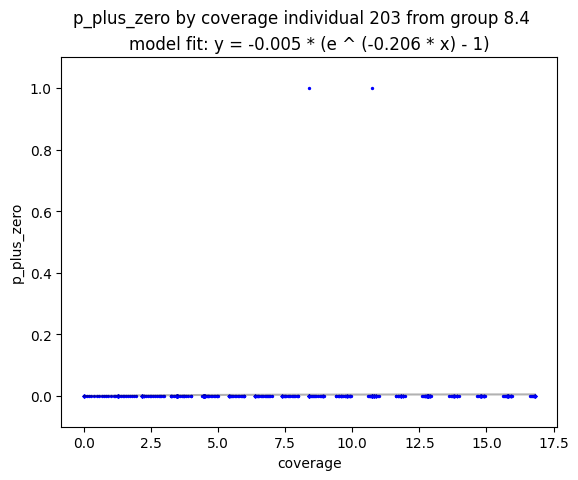 p_plus_zero by coverage individual 203 from group 8.4
model fit: y = -0.005 * (e ^ (-0.206 * x) - 1)
1.0
0.8
0.6
0.4
0.2
0.0
p_plus_zero
0.0 2.5 5.0 7.5 10.0 12.5 15.0 17.5
coverage